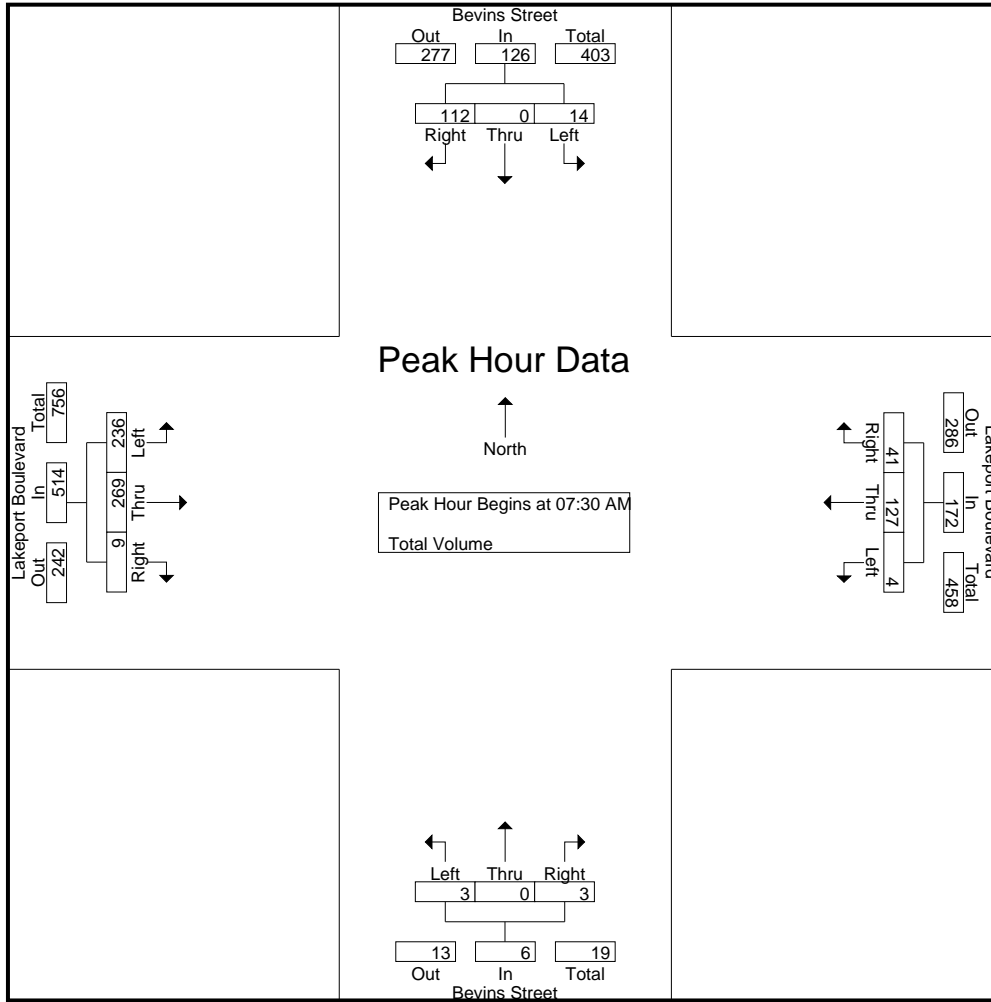 Bevins Street
Out In Total
277 126 403
112 0 14
Right Thru Left
Peak Hour Data
North
Peak Hour Begins at 07:30 AM
Total Volume
Lakeport Boulevard
Total In Out
756 514 242
236 269 9
Left Thru Right
Lakeport Boulevard
Out In Total
286 172 458
41 127 4
Right Thru Left
Left Thru Right
3 0 3
13 6 19
Out In Total
Bevins Street